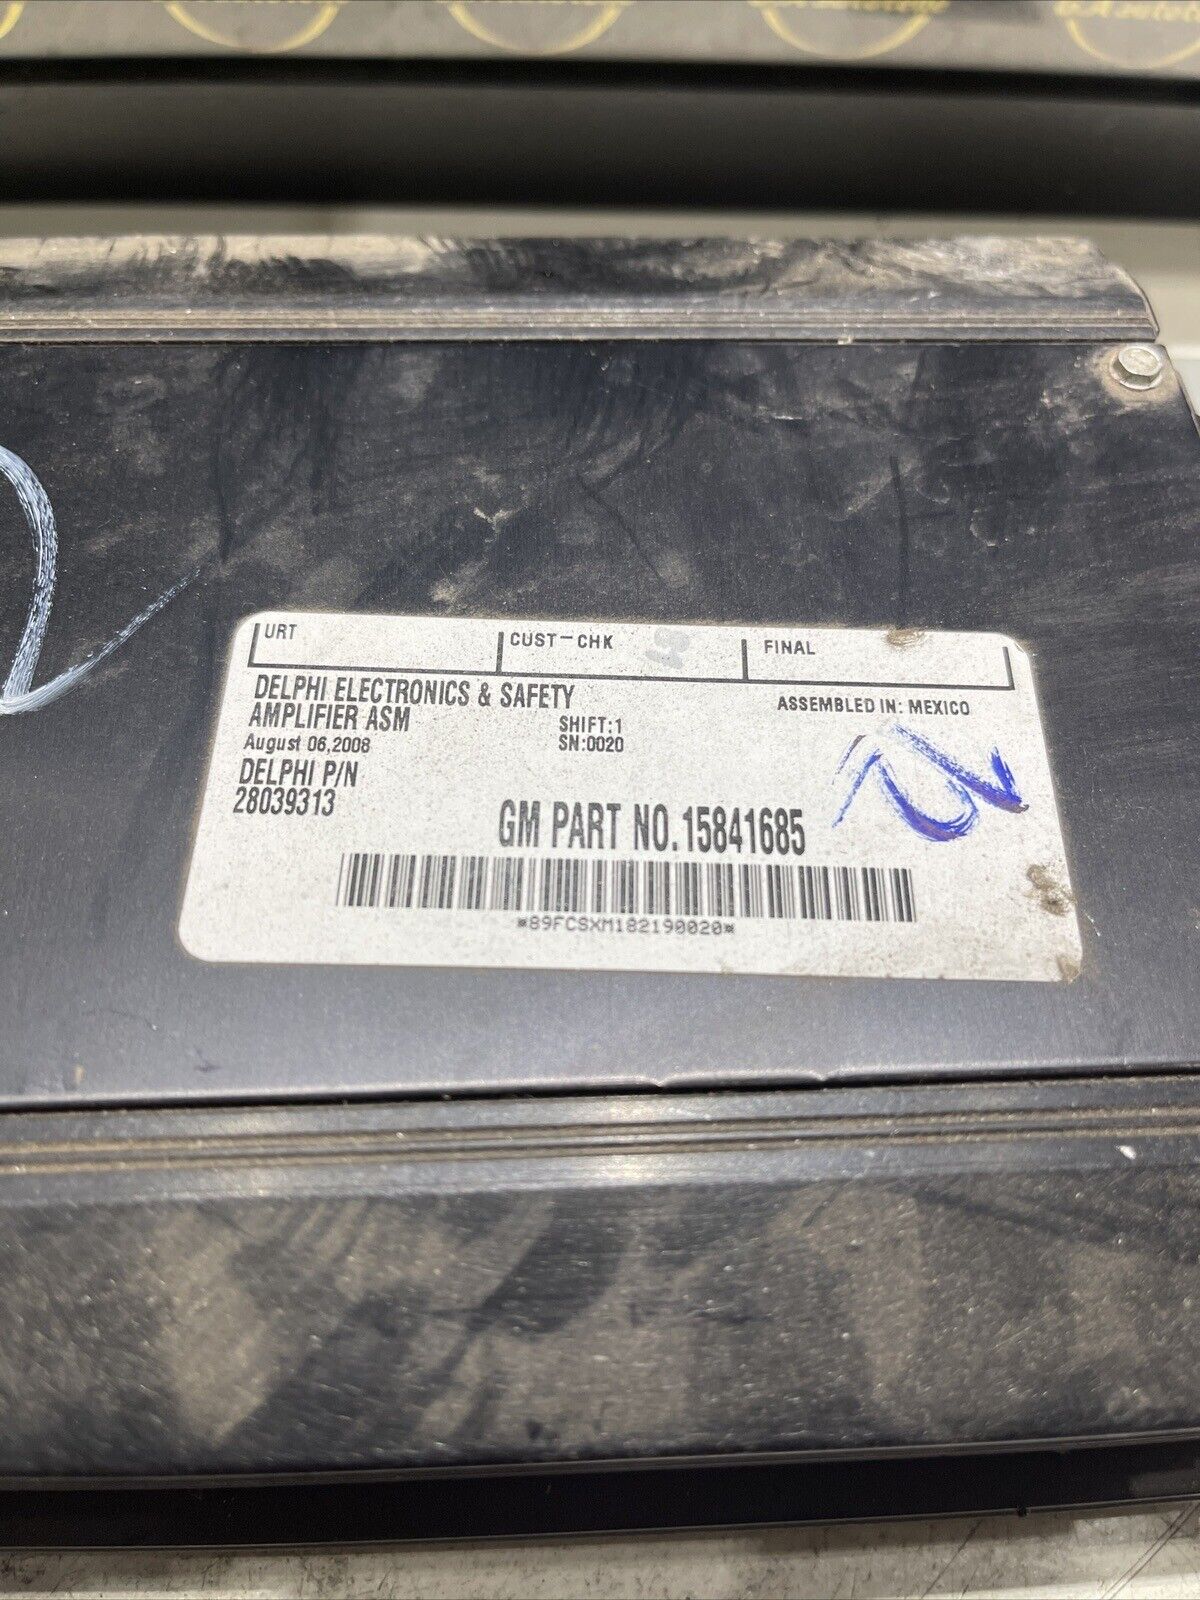 URT CUST-CHK FINAL
DELPHI ELECTRONICS & SAFETY
ASSEMBLED IN: MEXICO
AMPLIFIER ASM SHIFT:1
August 06,2008 SN:0020
DELPHI P/N
28039313
GM PART NO.15841685
*89FCSXM182190020*